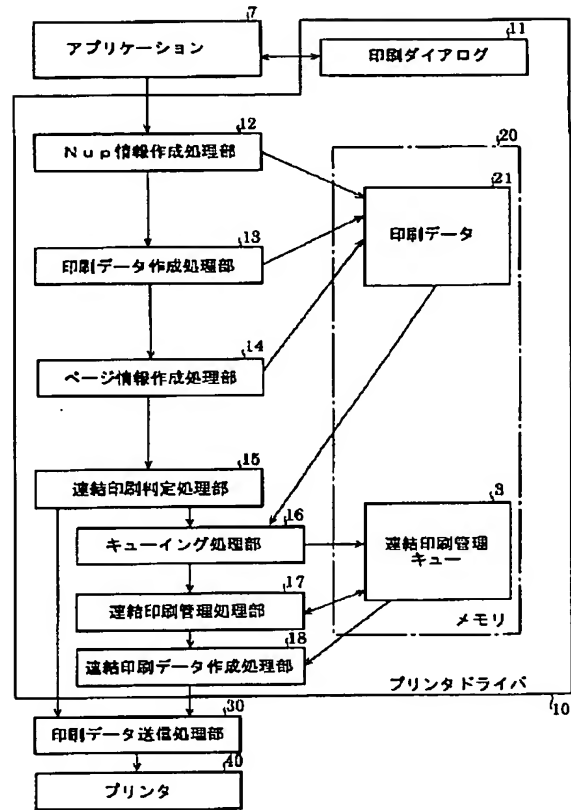 7
アプリケーション
11
印刷ダイアログ
12
Nup情報作成処理部
20
21
印刷データ
13
印刷データ作成処理部
14
ページ情報作成処理部
15
連結印刷判定処理部
16
キューイング処理部
3
連結印刷管理
キュー
17
連結印刷管理処理部
18
連結印刷データ作成処理部
メモリ
プリンタドライバ
10
30
印刷データ送信処理部
40
プリンタ